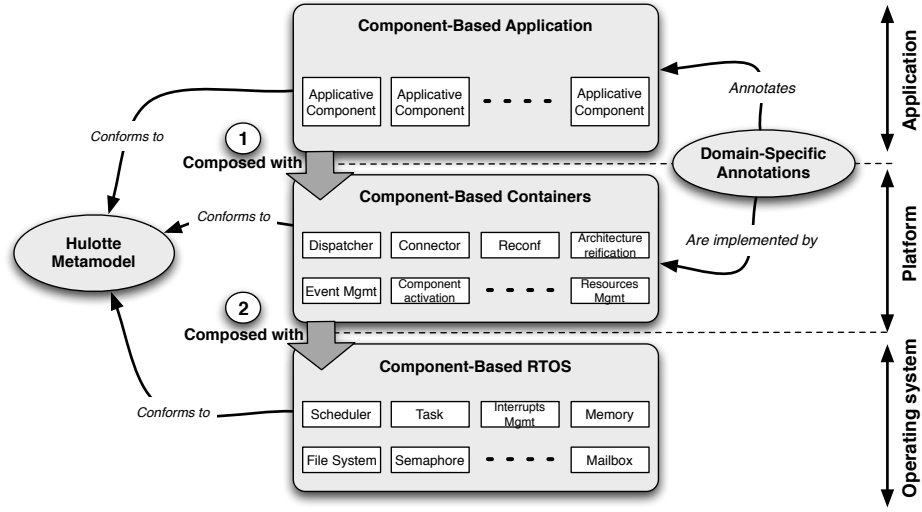 Component-Based Application
Applicative
Component
Applicative
Component
Applicative
Component
Annotates
Application
Conforms to
1
Composed with
Domain-Specific
Annotations
Component-Based Containers
Conforms to
Dispatcher
Connector
Reconf
Architecture
reification
Event Mgmt
Component
activation
Resources
Mgmt
Are implemented by
Platform
Hulotte
Metamodel
2
Composed with
Component-Based RTOS
Conforms to
Scheduler
Task
Interrupts
Mgmt
Memory
File System
Semaphore
Mailbox
Operating system